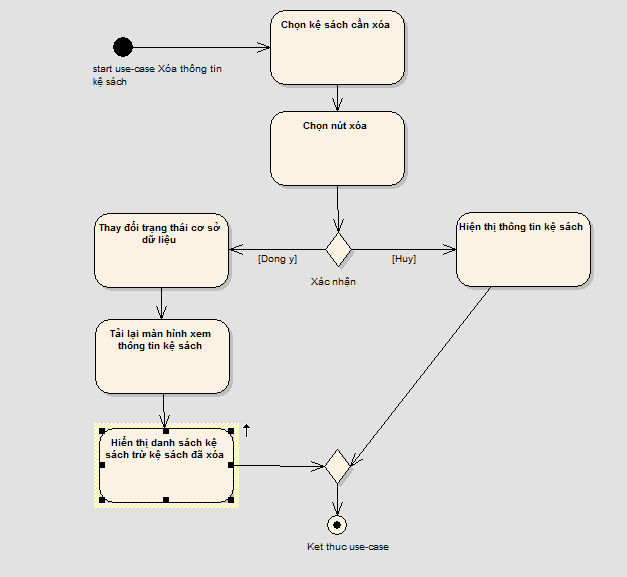 Chọn kệ sách cần xóa
start use-case Xóa thông tin
kệ sách
Chọn nút xóa
Thay đổi trạng thái cơ sở
dữ liệu
Hiện thị thông tin kệ sách
[Dong y]
[Huy]
Xác nhận
Tải lại màn hình xem
thông tin kệ sách
Hiển thị danh sách kệ
sách trừ kệ sách đã xóa
Ket thuc use-case